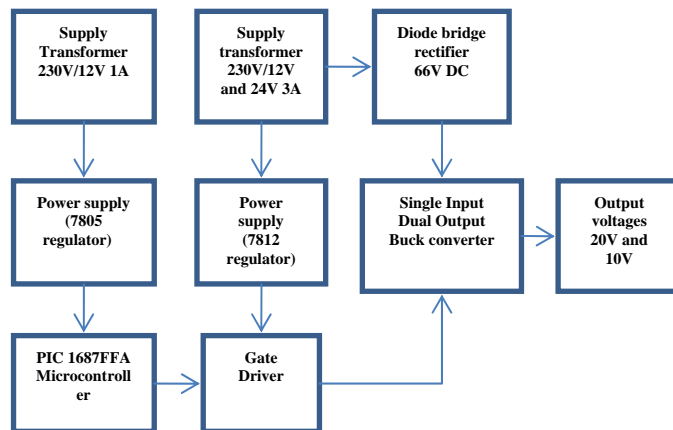 Supply
Transformer
230V/12V 1A
Supply
transformer
230V/12V
and 24V 3A
Diode bridge
rectifier
66V DC
Power supply
(7805
regulator)
Power
supply
(7812
regulator)
Single Input
Dual Output
Buck converter
Output
voltages
20V and
10V
PIC 1687FFA
Microcontroll
er
Gate
Driver